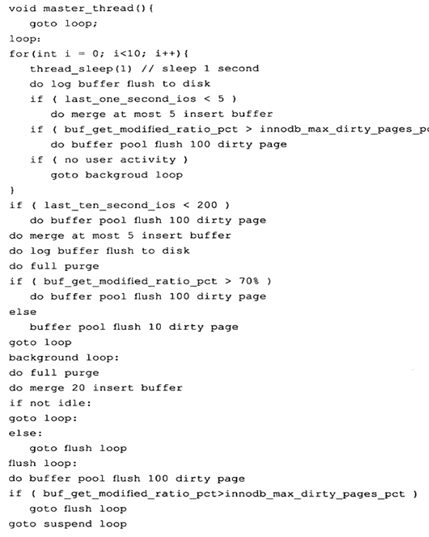 void master_thread(){
goto loop;
loop:
for(int i = 0; i<10; i++){
thread_sleep(1) // sleep 1 second
do log buffer flush to disk
if ( last_one_second_ios < 5 )
do merge at most 5 insert buffer
if ( buf_get_modified_ratio_pct > innodb_max_dirty_pages_p
do buffer pool flush 100 dirty page
if ( no user activity )
goto backgroud loop
}
if ( last_ten_second_ios < 200 )
do buffer pool flush 100 dirty page
do merge at most 5 insert buffer
do log buffer flush to disk
do full purge
if ( buf_get_modified_ratio_pct > 70% )
do buffer pool flush 100 dirty page
else
buffer pool flush 10 dirty page
goto loop
background loop:
do full purge
do merge 20 insert buffer
if not idle:
goto loop:
else:
goto flush loop
flush loop:
do buffer pool flush 100 dirty page
if ( buf_get_modified_ratio_pct>innodb_max_dirty_pages_pct )
goto flush loop
goto suspend loop